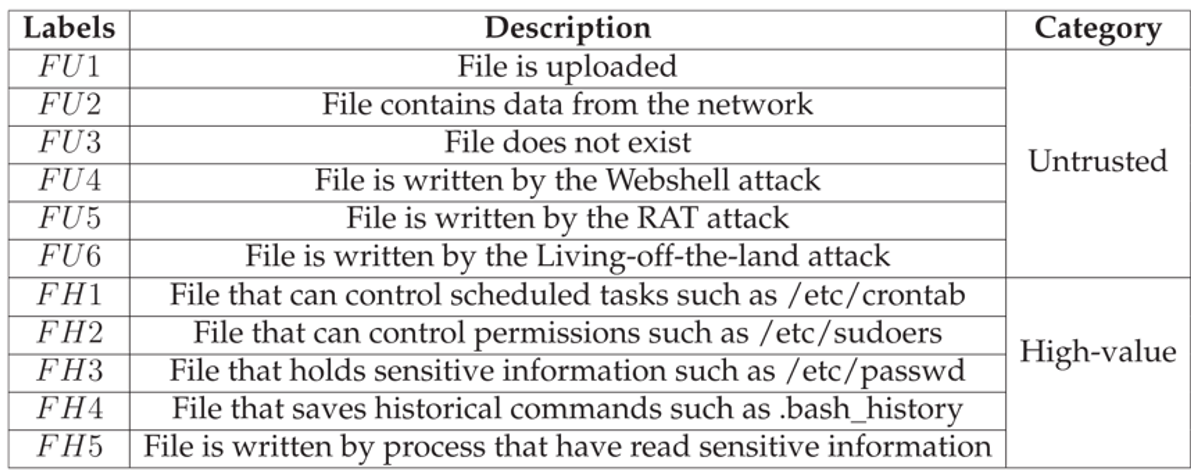 Labels Description Category
FU1 File is uploaded
FU2 File contains data from the network
FU3 File does not exist
Untrusted
FU4 File is written by the Webshell attack
FU5 File is written by the RAT attack
FU6 File is written by the Living-off-the-land attack
FH1 File that can control scheduled tasks such as /etc/crontab
FH2 File that can control permissions such as /etc/sudoers
High-value
FH3 File that holds sensitive information such as /etc/passwd
FH4 File that saves historical commands such as .bash_history
FH5 File is written by process that have read sensitive information